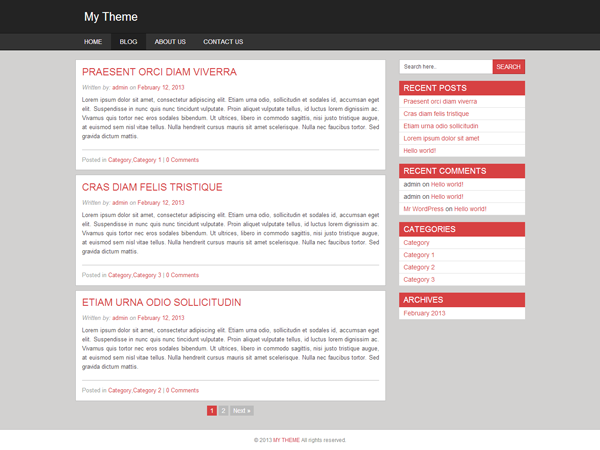 My Theme
HOME BLOG ABOUT US CONTACT US
PRAESENT ORCI DIAM VIVERRA
Written by: admin on February 12, 2013
Lorem ipsum dolor sit amet, consectetur adipiscing elit. Etiam urna odio, sollicitudin et sodales id, accumsan eget
elit. Suspendisse in nunc quis nunc tincidunt vulputate. Proin aliquet vulputate tellus, id luctus lorem dignissim ac.
Vivamus quis tortor nec eros sodales bibendum. Ut ultrices, libero in commodo sagittis, nisi justo tristique augue,
at euismod sem nisl vitae tellus. Nulla hendrerit cursus mauris sit amet scelerisque. Nulla nec faucibus tortor. Sed
gravida dictum mattis.
Posted in Category,Category 1 | 0 Comments
CRAS DIAM FELIS TRISTIQUE
Written by: admin on February 12, 2013
Lorem ipsum dolor sit amet, consectetur adipiscing elit. Etiam urna odio, sollicitudin et sodales id, accumsan eget
elit. Suspendisse in nunc quis nunc tincidunt vulputate. Proin aliquet vulputate tellus, id luctus lorem dignissim ac.
Vivamus quis tortor nec eros sodales bibendum. Ut ultrices, libero in commodo sagittis, nisi justo tristique augue,
at euismod sem nisl vitae tellus. Nulla hendrerit cursus mauris sit amet scelerisque. Nulla nec faucibus tortor. Sed
gravida dictum mattis.
Posted in Category,Category 3 | 0 Comments
ETIAM URNA ODIO SOLLICITUDIN
Written by: admin on February 12, 2013
Lorem ipsum dolor sit amet, consectetur adipiscing elit. Etiam urna odio, sollicitudin et sodales id, accumsan eget
elit. Suspendisse in nunc quis nunc tincidunt vulputate. Proin aliquet vulputate tellus, id luctus lorem dignissim ac.
Vivamus quis tortor nec eros sodales bibendum. Ut ultrices, libero in commodo sagittis, nisi justo tristique augue,
at euismod sem nisl vitae tellus. Nulla hendrerit cursus mauris sit amet scelerisque. Nulla nec faucibus tortor. Sed
gravida dictum mattis.
Posted in Category,Category 2 | 0 Comments
1 2 Next »
Search here.. SEARCH
RECENT POSTS
Praesent orci diam viverra
Cras diam felis tristique
Etiam urna odio sollicitudin
Lorem ipsum dolor sit amet
Hello world!
RECENT COMMENTS
admin on Hello world!
admin on Hello world!
Mr WordPress on Hello world!
CATEGORIES
Category
Category 1
Category 2
Category 3
ARCHIVES
February 2013
© 2013 MY THEME All rights reserved.